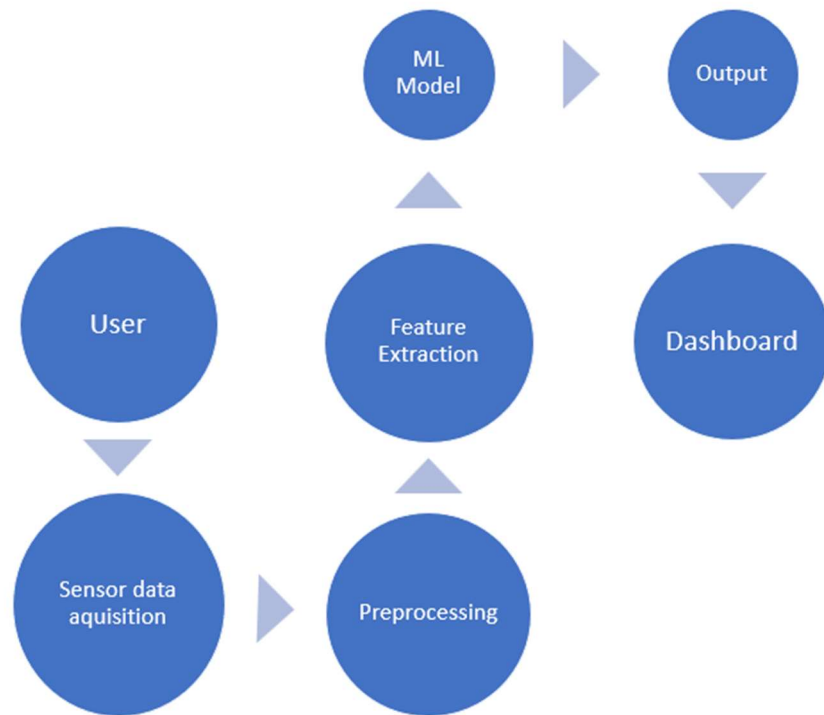 User
Sensor data
aquisition
Preprocessing
Feature
Extraction
ML
Model
Output
Dashboard